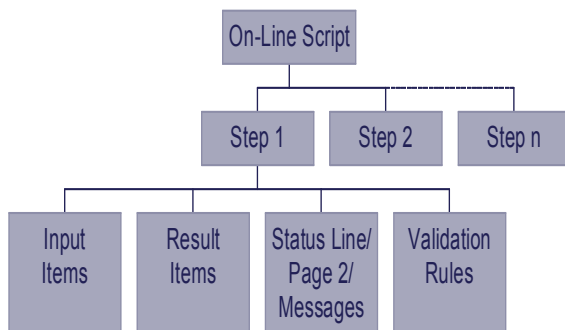 On-Line Script
Step 1
Step 2
Step n
Input
Items
Result
Items
Status Line/
Page 2/
Messages
Validation
Rules